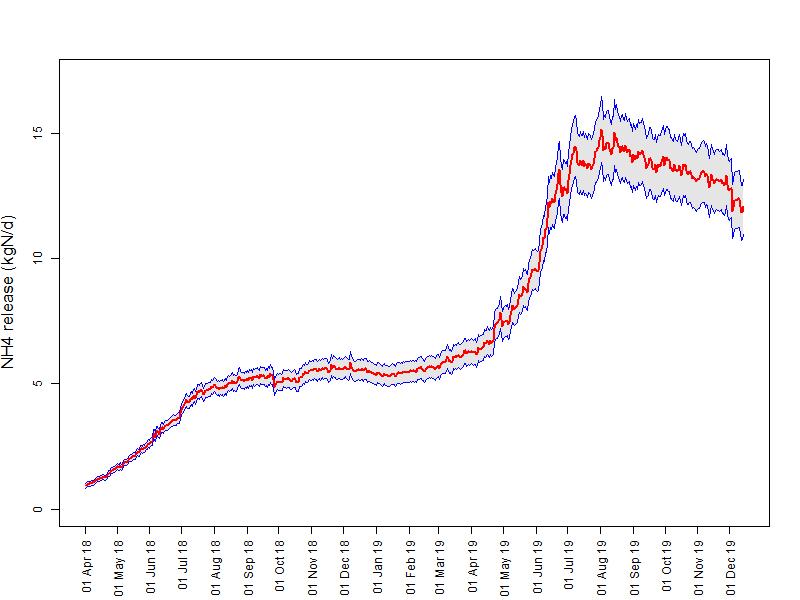 NH4 release (kgN/d)
15
10
5
0
01 Apr 18
01 May 18
01 Jun 18
01 Jul 18
01 Aug 18
01 Sep 18
01 Oct 18
01 Nov 18
01 Dec 18
01 Jan 19
01 Feb 19
01 Mar 19
01 Apr 19
01 May 19
01 Jun 19
01 Jul 19
01 Aug 19
01 Sep 19
01 Oct 19
01 Nov 19
01 Dec 19